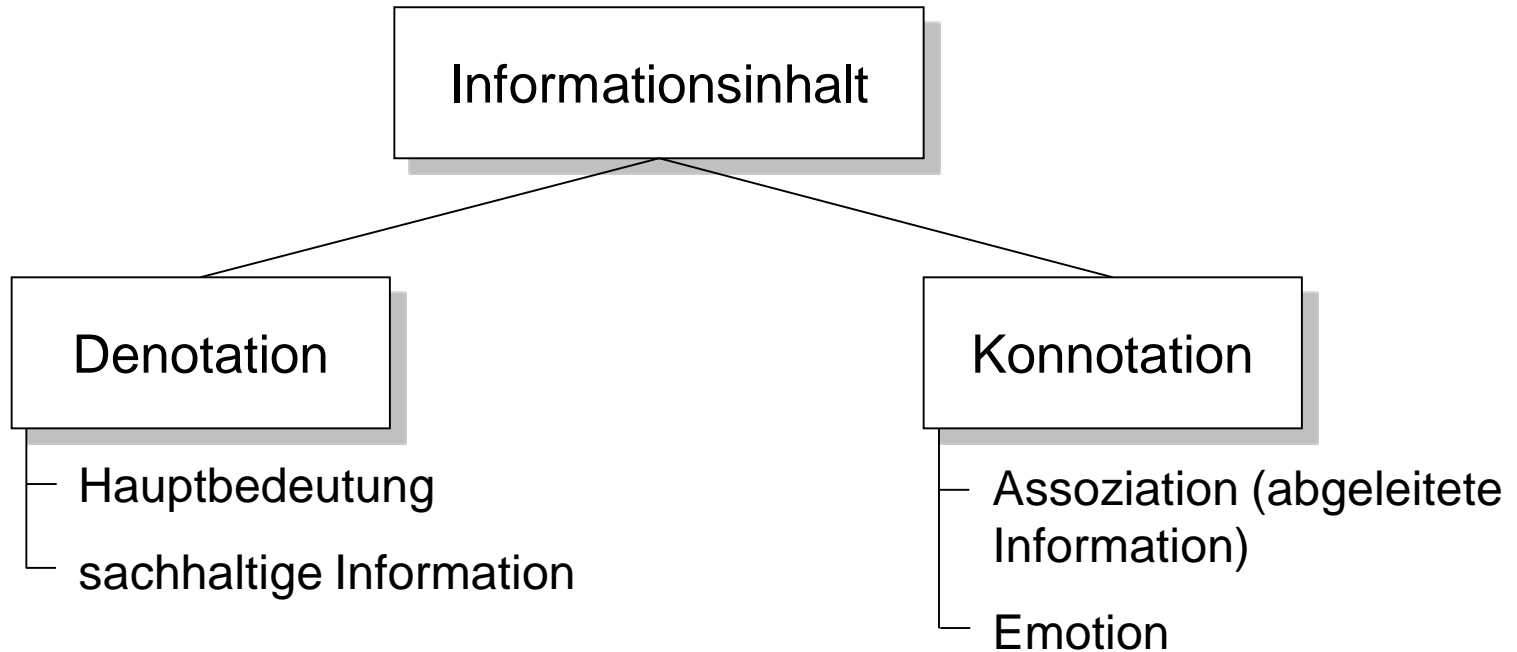 Informationsinhalt
Denotation
Hauptbedeutung
sachhaltige Information
Konnotation
Assoziation (abgeleitete
Information)
Emotion